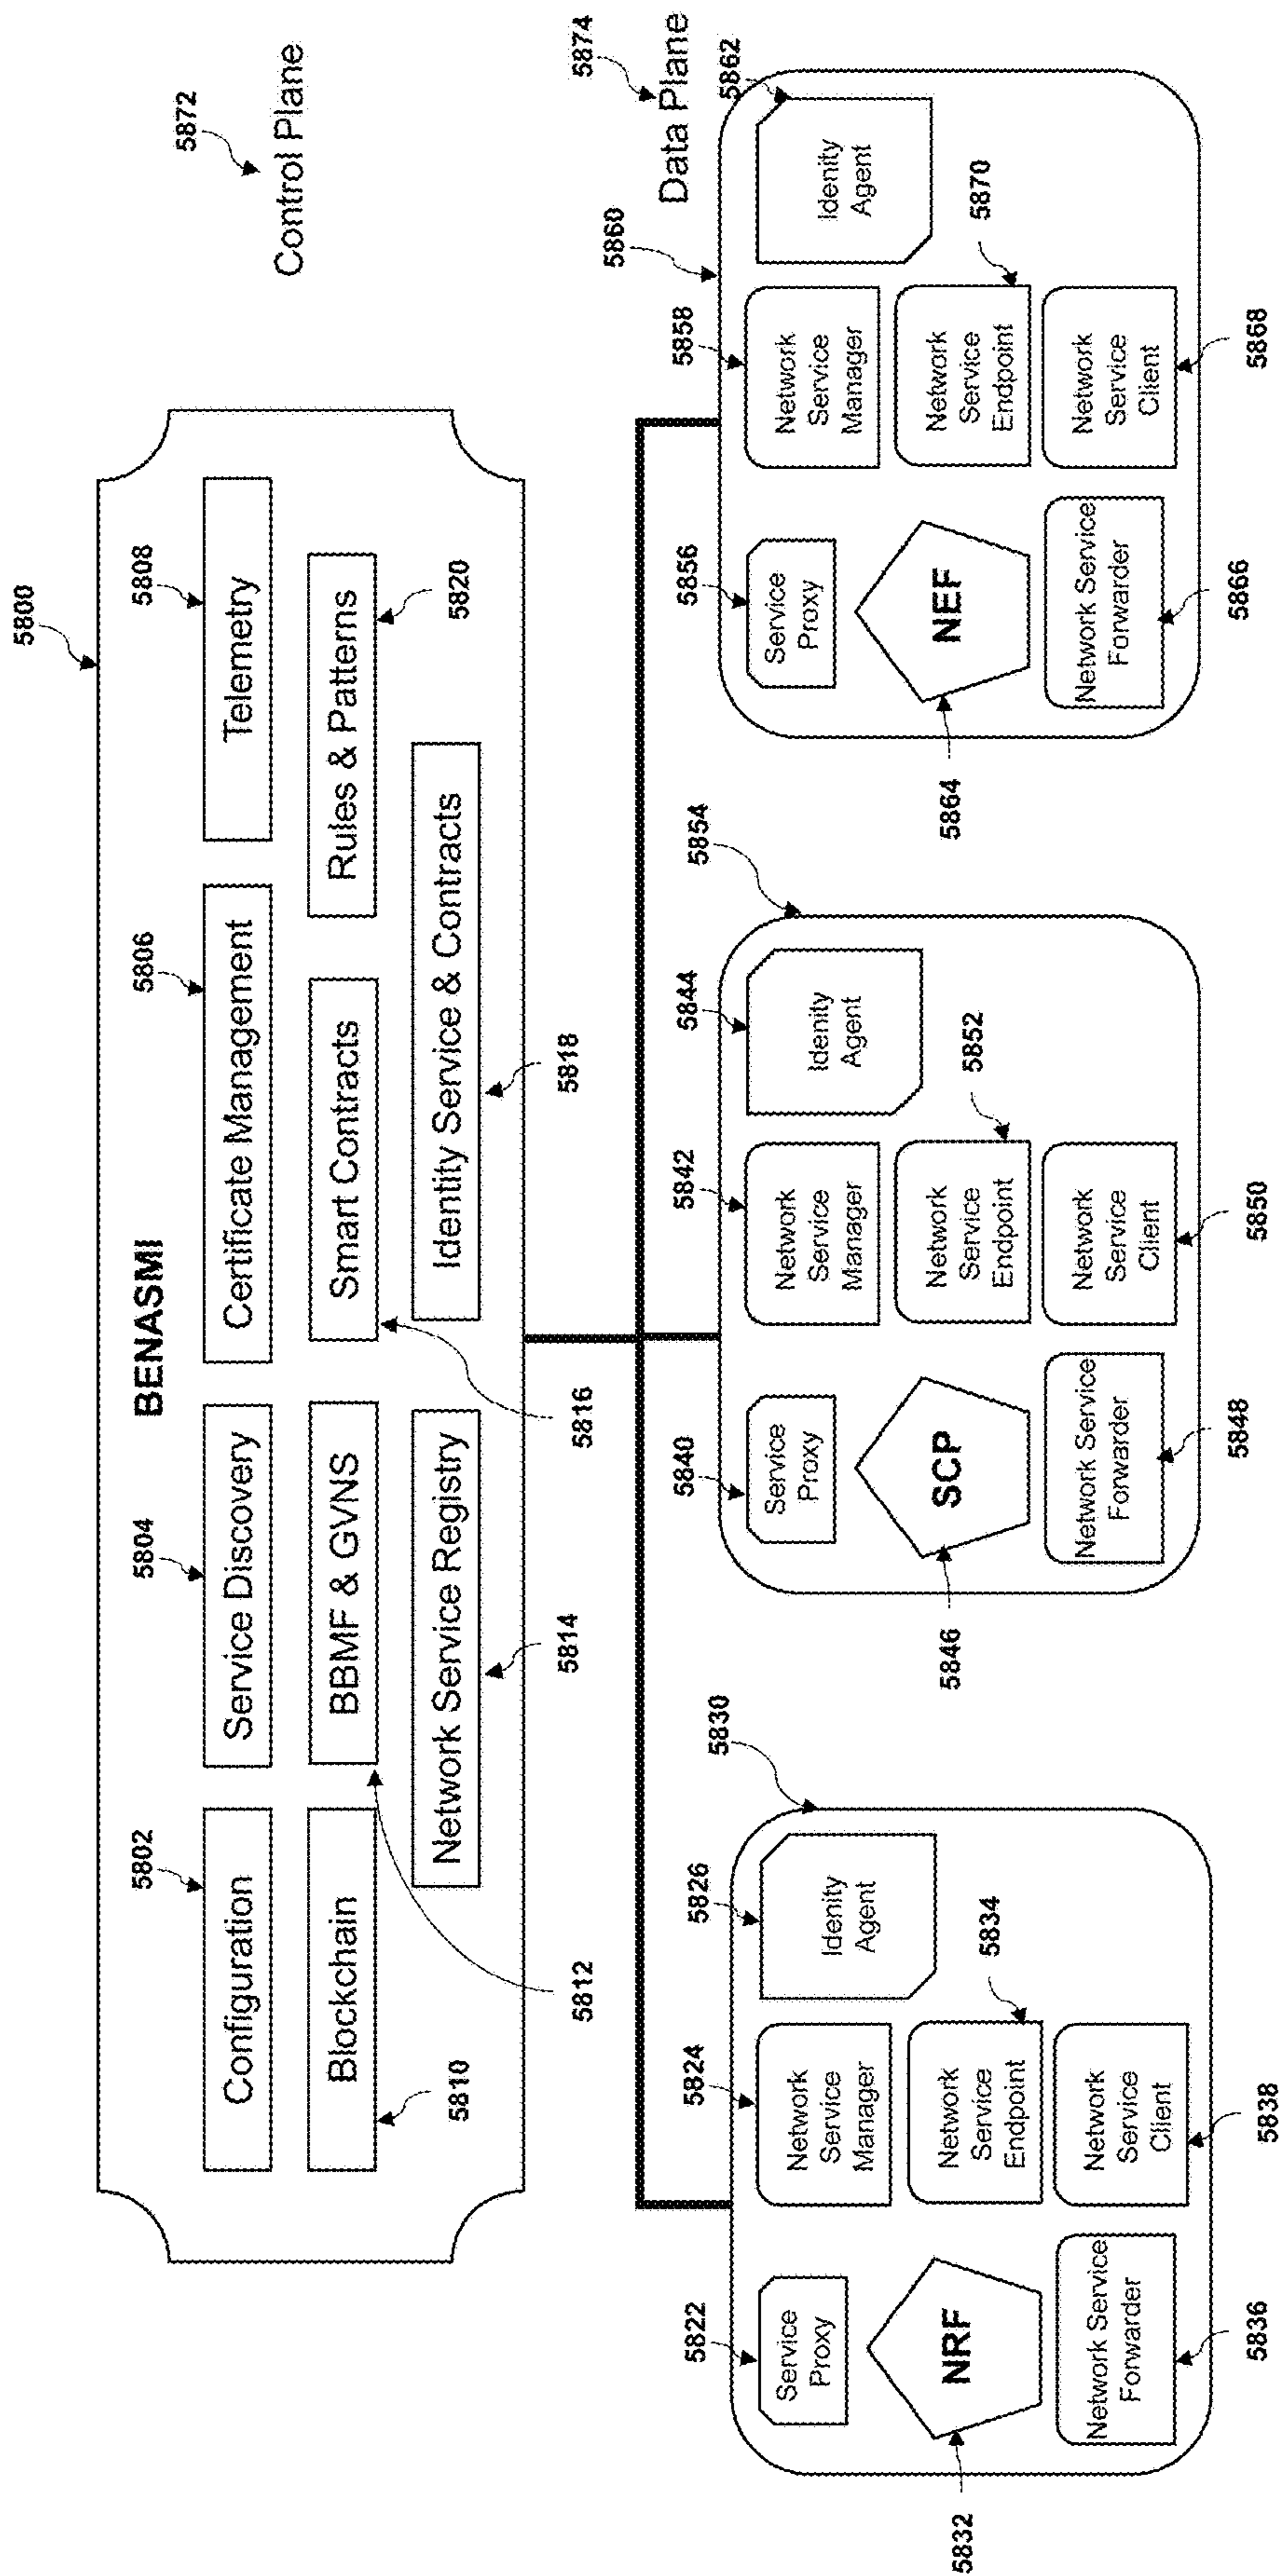 5800
5872
Control Plane
BENASMI
5802
5804
5806
5808
Configuration
Service Discovery
Certificate Management
Telemetry
Blockchain
BBMF & GVNS
Smart Contracts
Rules & Patterns
5810
5812
5816
5820
Network Service Registry
Identity Service & Contracts
5814
5818
5874
Data Plane
5830
5822
5824
5826
Service
Proxy
Network
Service
Manager
Idenity
Agent
5834
NRF
Network
Service
Endpoint
5832
Network Service
Forwarder
Network
Service
Client
5836
5838
5854
5840
5842
5844
Service
Proxy
Network
Service
Manager
Idenity
Agent
5852
SCP
Network
Service
Endpoint
5846
Network Service
Forwarder
Network
Service
Client
5848
5850
5860
5856
5858
5862
Service
Proxy
Network
Service
Manager
Idenity
Agent
5870
NEF
Network
Service
Endpoint
5864
Network Service
Forwarder
Network
Service
Client
5866
5868